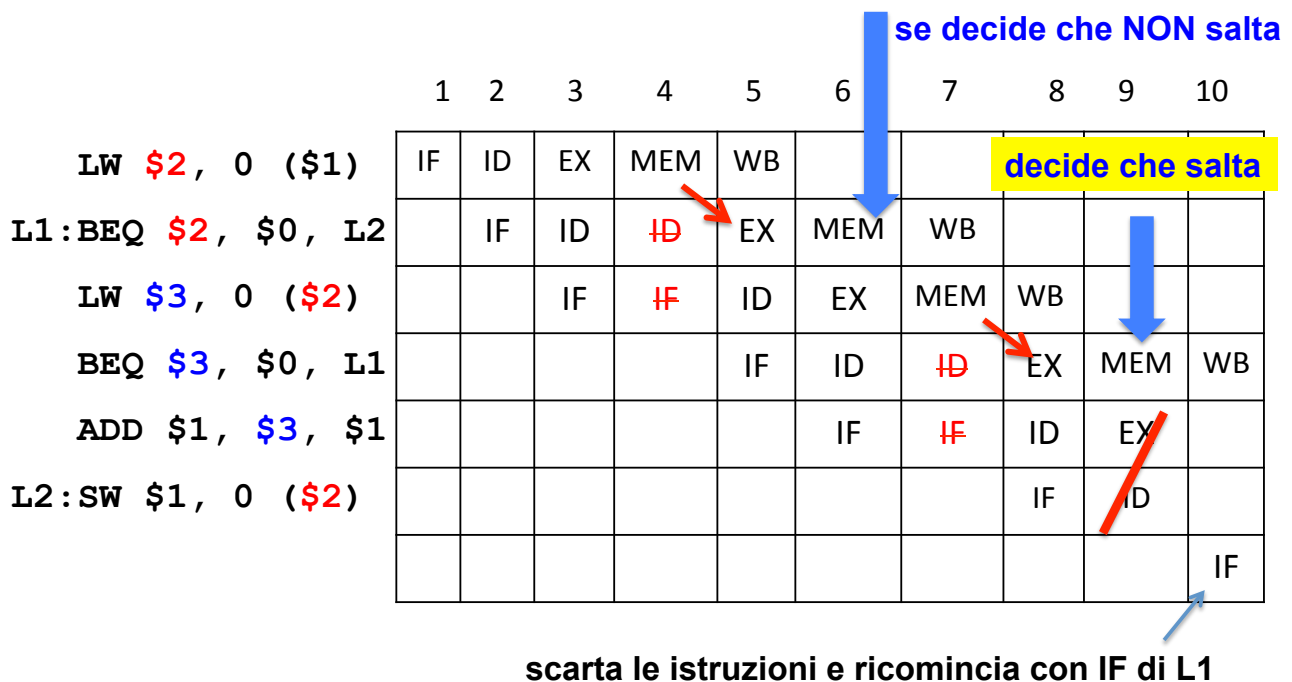 se decide che NON salta
1 2 3 4 5 6 7 8 9 10
LW $2, 0 ($1) IF ID EX MEM WB
decide che salta
L1:BEQ $2, $0, L2 IF ID ID EX MEM WB
LW $3, 0 ($2) IF IF ID EX MEM WB
BEQ $3, $0, L1 IF ID ID EX MEM WB
ADD $1, $3, $1 IF IF ID EX
L2:SW $1, 0 ($2) IF ID
IF
scarta le istruzioni e ricomincia con IF di L1